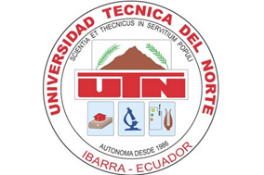 UNIVERSIDAD TECNICA DEL NORTE
SCIENTIA ET THECNICUS IN SERVITIUM POPULI
UTN
AUTONOMA DESDE 1986
IBARRA - ECUADOR